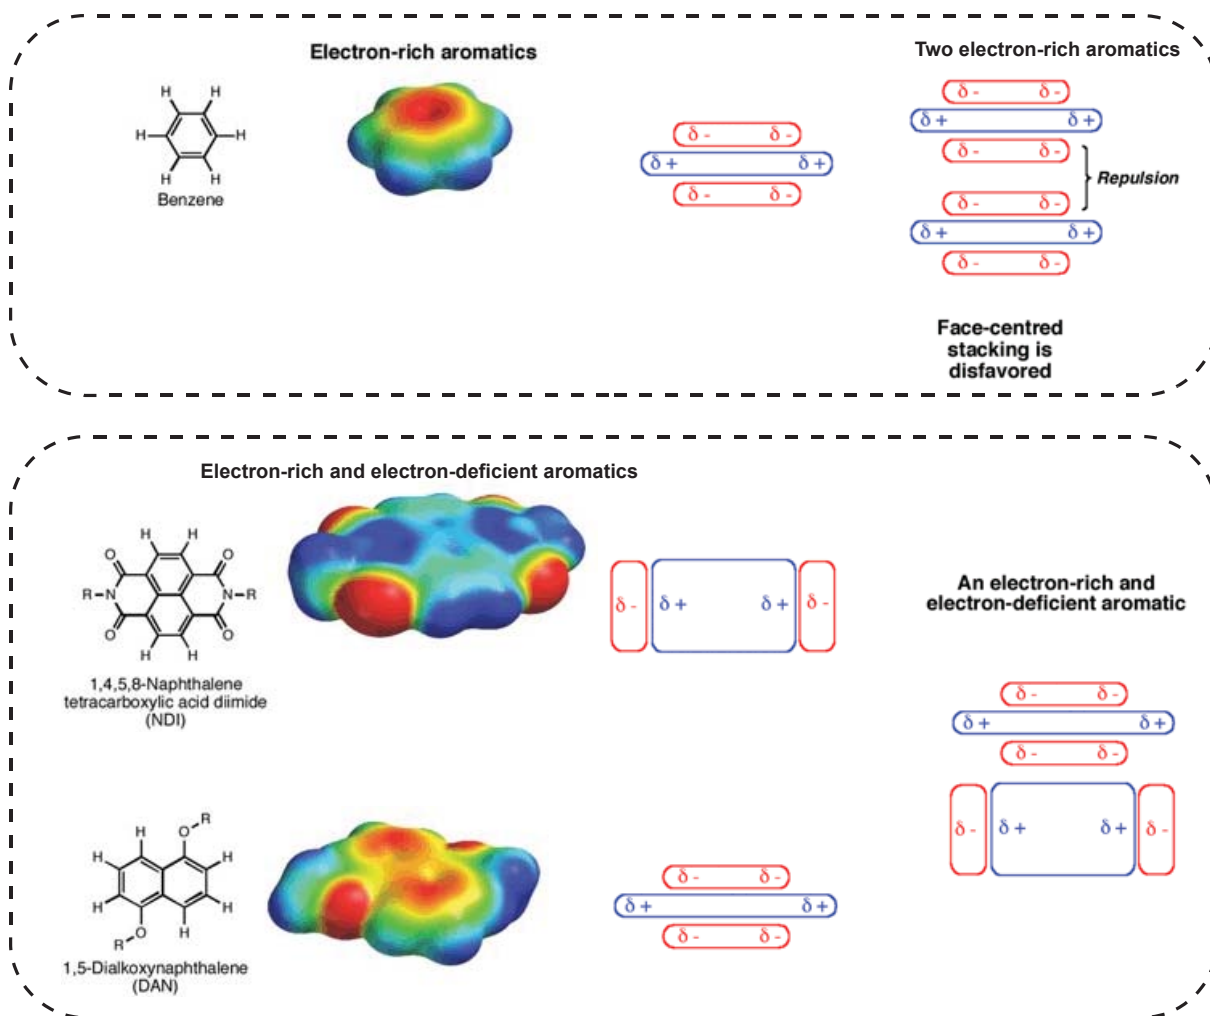 Electron-rich aromatics
Two electron-rich aromatics
H H
H H
H H
Benzene
δ - δ -
δ + δ +
δ - δ -
δ - δ -
δ + δ +
δ - δ -
Repulsion
δ - δ -
δ + δ +
δ - δ -
Face-centred
stacking is
disfavored
Electron-rich and electron-deficient aromatics
H H
O O
R N N R
O O
H H
1,4,5,8-Naphthalene
tetracarboxylic acid diimide
(NDI)
δ - δ + δ + δ -
An electron-rich and
electron-deficient aromatic
δ - δ -
δ + δ +
δ - δ -
δ - δ + δ + δ -
R
H O
H H
H H
O H
R
1,5-Dialkoxynaphthalene
(DAN)
δ - δ -
δ + δ +
δ - δ -